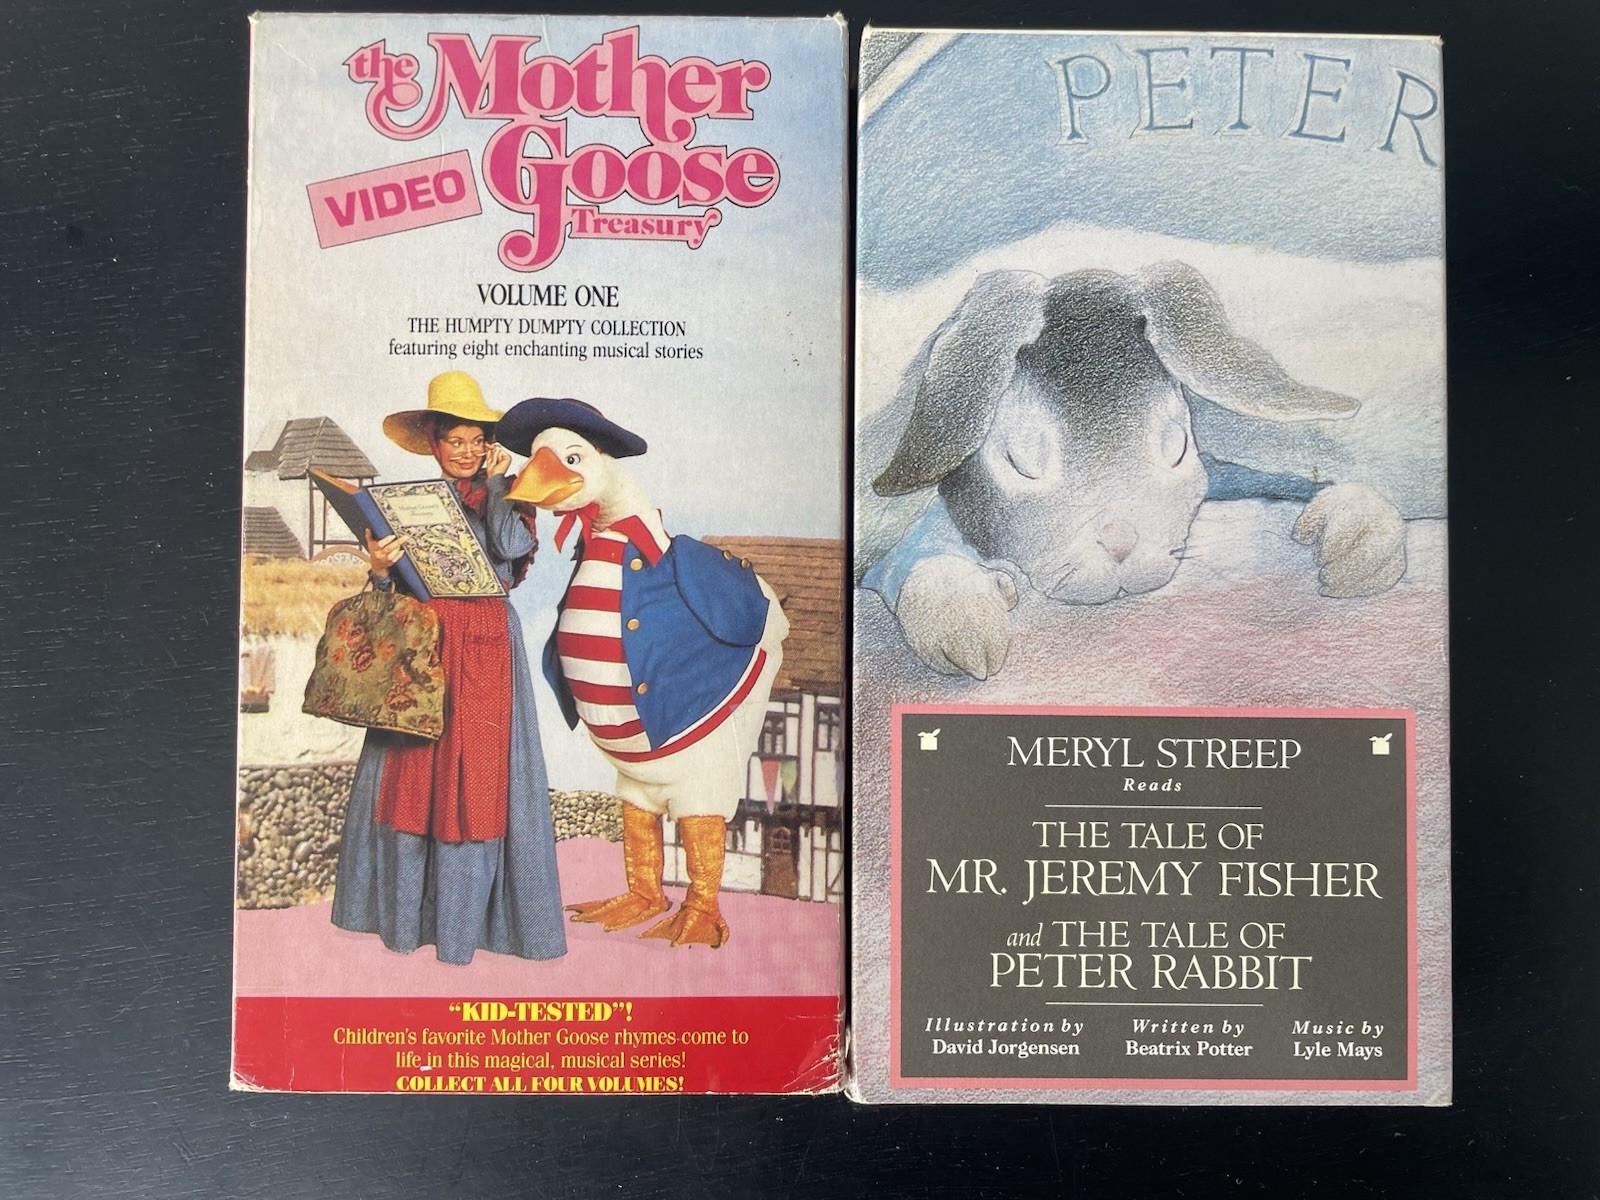 the Mother
Goose
Treasury
VIDEO
VOLUME ONE
THE HUMPTY DUMPTY COLLECTION
featuring eight enchanting musical stories
"KID-TESTED"!
Children's favorite Mother Goose rhymes come to
life in this magical, musical series!
COLLECT ALL FOUR VOLUMES!
PETER
MERYL STREEP
Reads
THE TALE OF
MR. JEREMY FISHER
and THE TALE OF
PETER RABBIT
Illustration by
David Jorgensen
Written by
Beatrix Potter
Music by
Lyle Mays